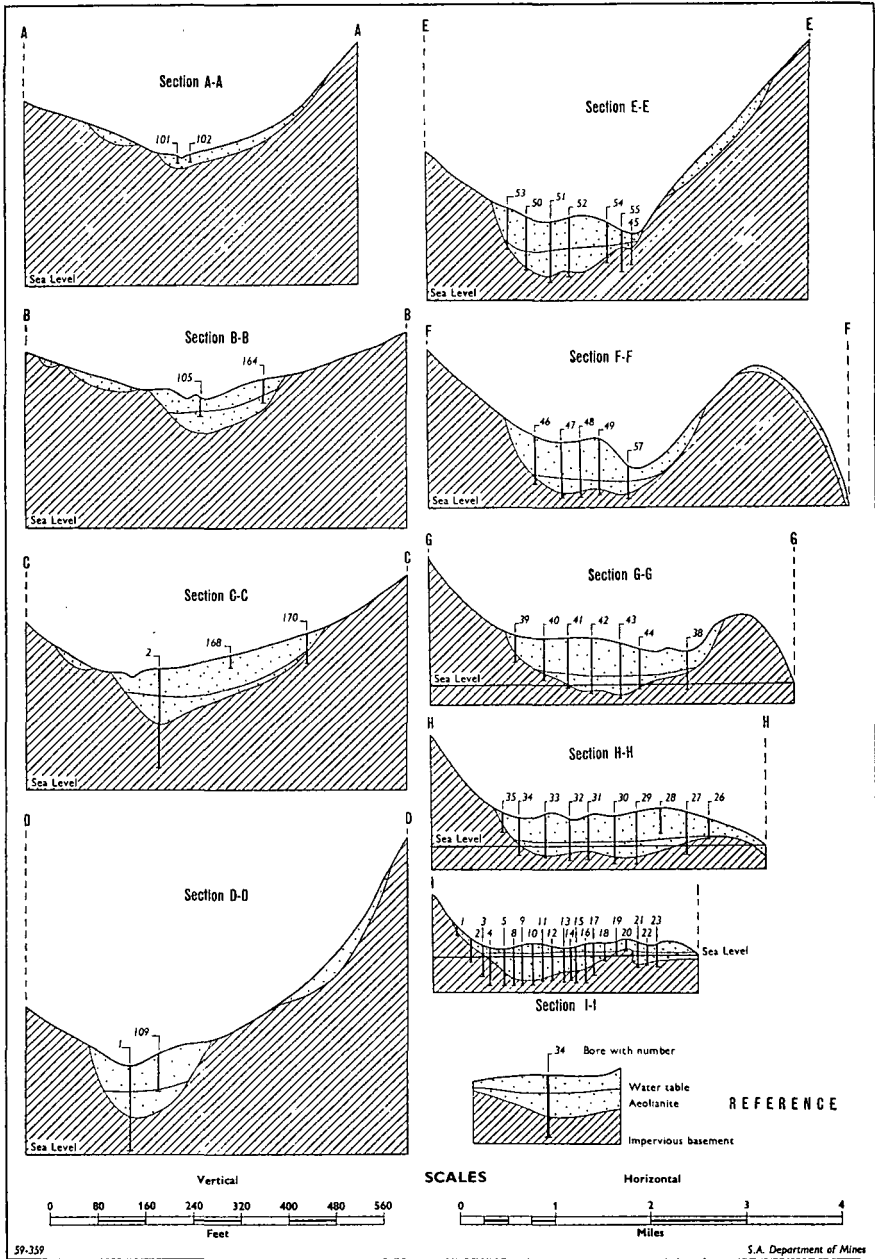 A A
Section A-A
101 102
Sea Level
B B
Section B-B
105 164
Sea Level
C C
Section C-C
2 168 170
Sea Level
D D
Section D-D
1 109
Sea Level
E E
Section E-E
53 50 51 52 54 55 45
Sea Level
F F
Section F-F
46 47 48 49 57
Sea Level
G G
Section G-G
39 40 41 42 43 44 38
Sea Level
H H
Section H-H
35 34 33 32 31 30 29 28 27 26
Sea Level
I I
1 2 3 4 5 8 9 10 11 12 13 14 15 16 17 18 19 20 21 22 23
Sea Level
Section I-I
34 Bore with number
Water table
Aeolianite
REFERENCE
Impervious basement
SCALES
Vertical
0 80 160 240 320 400 480 560
Feet
Horizontal
0 1 2 3 4
Miles
59-359
S.A. Department of Mines